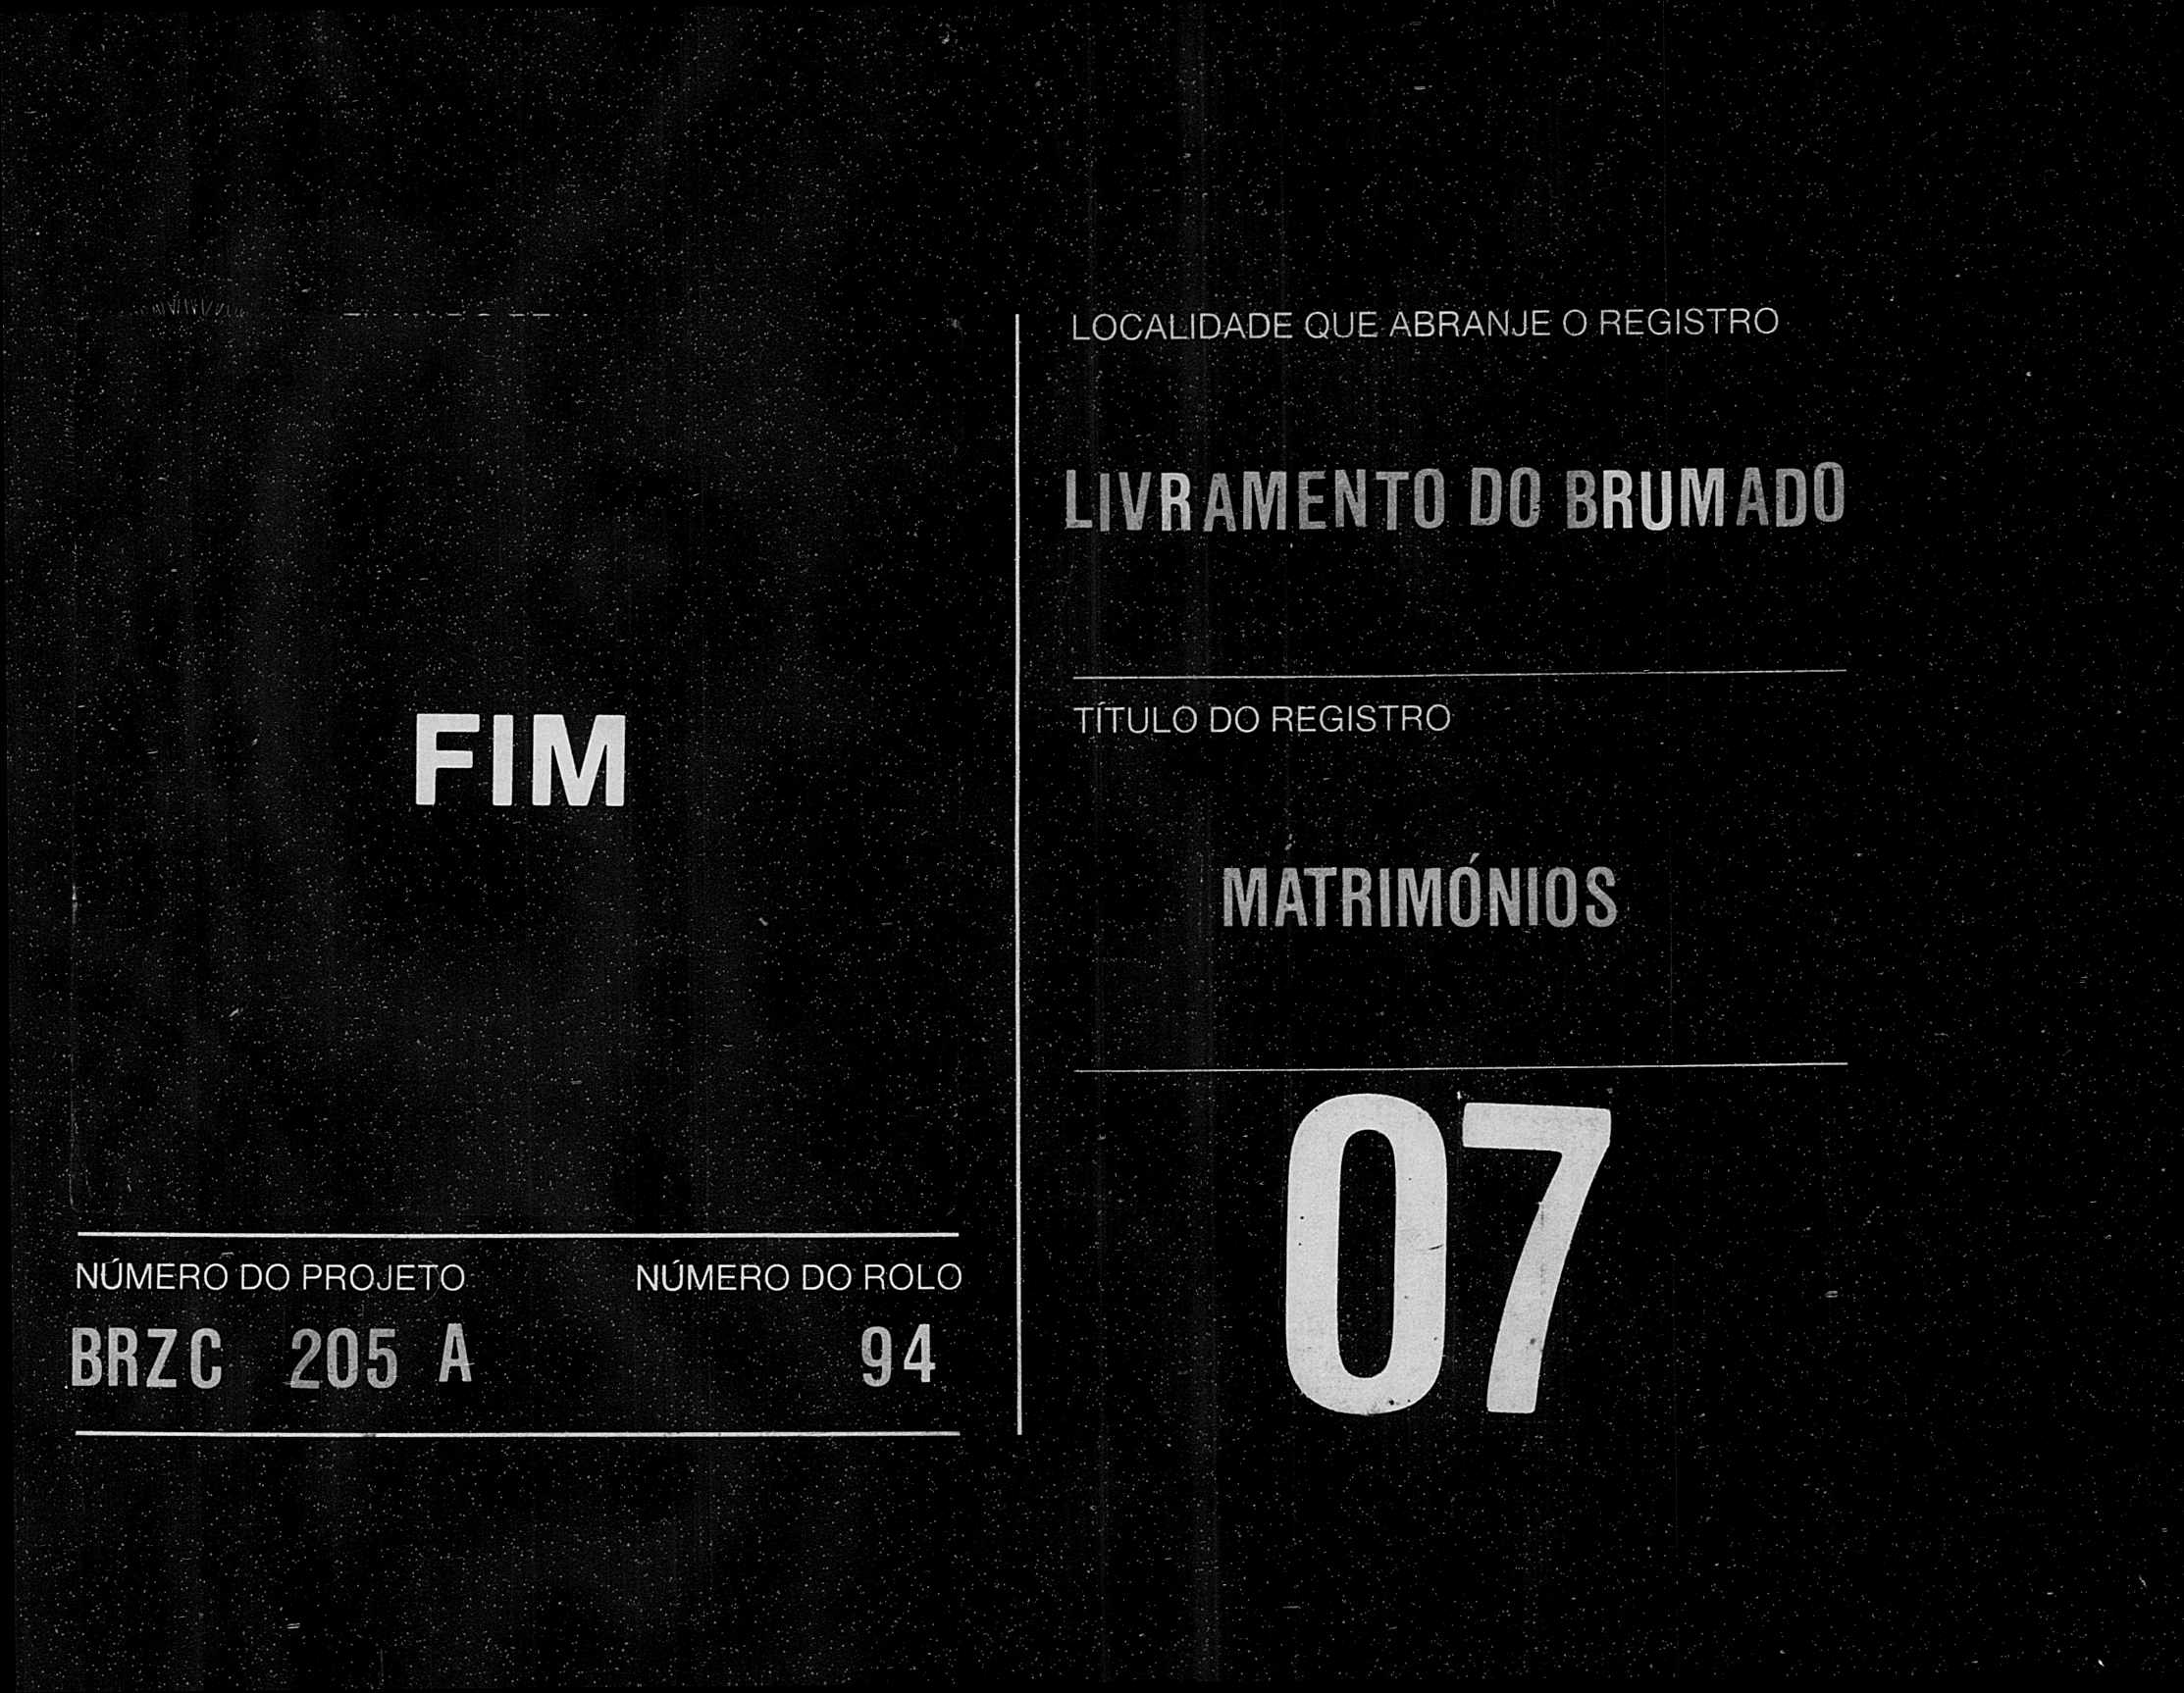 FIM
NÚMERO DO PROJETO
BRZC 205 A
NÚMERO DO ROLO
94
LOCALIDADE QUE ABRANJE O REGISTRO
LIVRAMENTO DO BRUMADO
TÍTULO DO REGISTRO
MATRIMÓNIOS
07